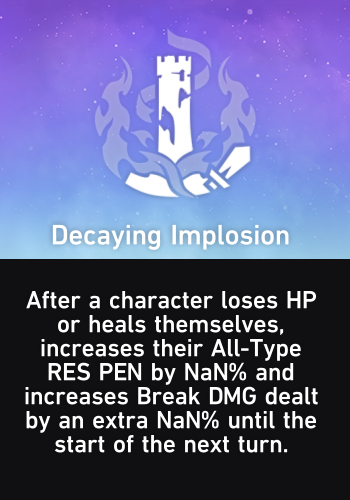 Decaying Implosion
After a character loses HP
or heals themselves,
increases their All-Type
RES PEN by NaN% and
increases Break DMG dealt
by an extra NaN% until the
start of the next turn.